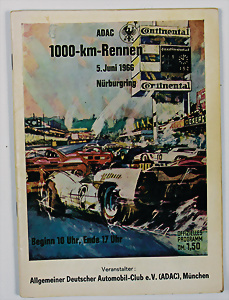 ADAC
Continental
1000-km-Rennen
5. Juni 1966
Continental
Nürburgring
Continental
Beginn 10 Uhr, Ende 17 Uhr
OFFIZIELLES
PROGRAMM
DM 1,50
Veranstalter:
Allgemeiner Deutscher Automobil-Club e.V. (ADAC), München